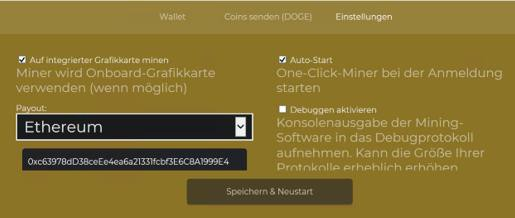 Wallet Coins senden (DOGE) Einstellungen
Auf integrierter Grafikkarte minen
Miner wird Onboard-Grafikkarte
verwenden (wenn möglich)
Payout:
Ethereum
0xc63978dD38ceEe4ea6a21331fcbf3E6C8A1999E4
Auto-Start
One-Click-Miner bei der Anmeldung
starten
Debuggen aktivieren
Konsolenausgabe der Mining-
Software in das Debugprotokoll
aufnehmen. Kann die Größe Ihrer
Protokolle erheblich erhöhen
Speichern & Neustart